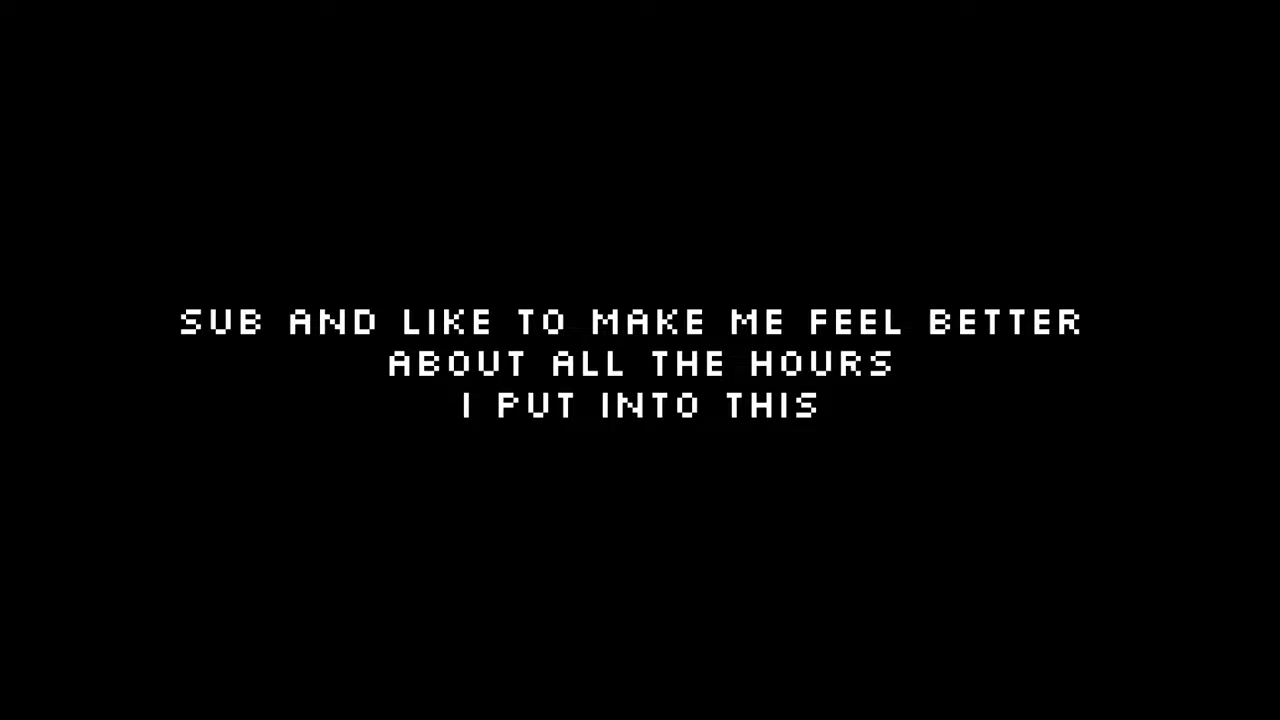 SUB AND LIKE TO MAKE ME FEEL BETTER
ABOUT ALL THE HOURS
I PUT INTO THIS